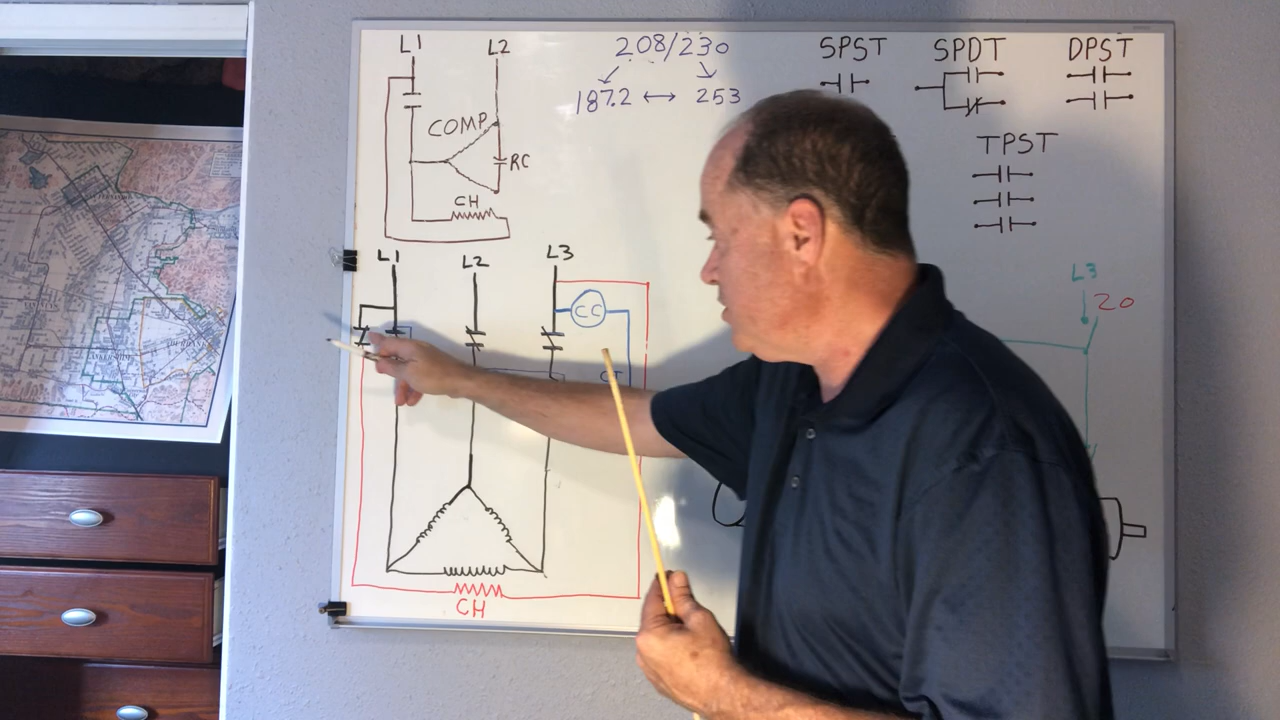 L1 L2
208/230
187.2 ↔ 253
SPST SPDT DPST
TPST
COMP
RC
CH
L1 L2 L3
CC
CT
CH
L3
20